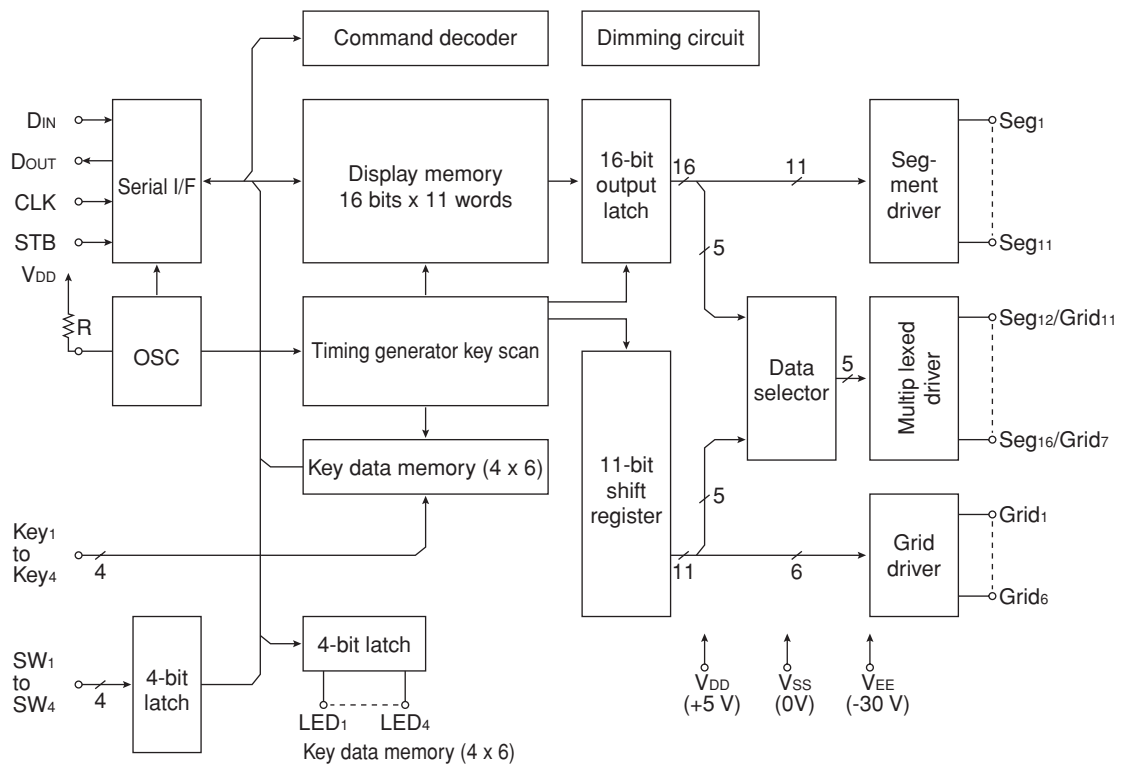 Command decoder
Dimming circuit
DIN
DOUT
CLK
STB
VDD
R
Serial I/F
Display memory
16 bits x 11 words
16-bit
output
latch
16
11
5
Seg-
ment
driver
Seg1
Seg11
OSC
Timing generator key scan
Data
selector
5
Multip lexed
driver
Seg12/Grid11
Seg16/Grid7
Key data memory (4 x 6)
11-bit
shift
register
5
11
6
Grid
driver
Grid1
Grid6
Key1
to
Key4
4
SW1
to
SW4
4
4-bit
latch
4-bit latch
LED1
LED4
Key data memory (4 x 6)
VDD
(+5 V)
VSS
(0V)
VEE
(-30 V)